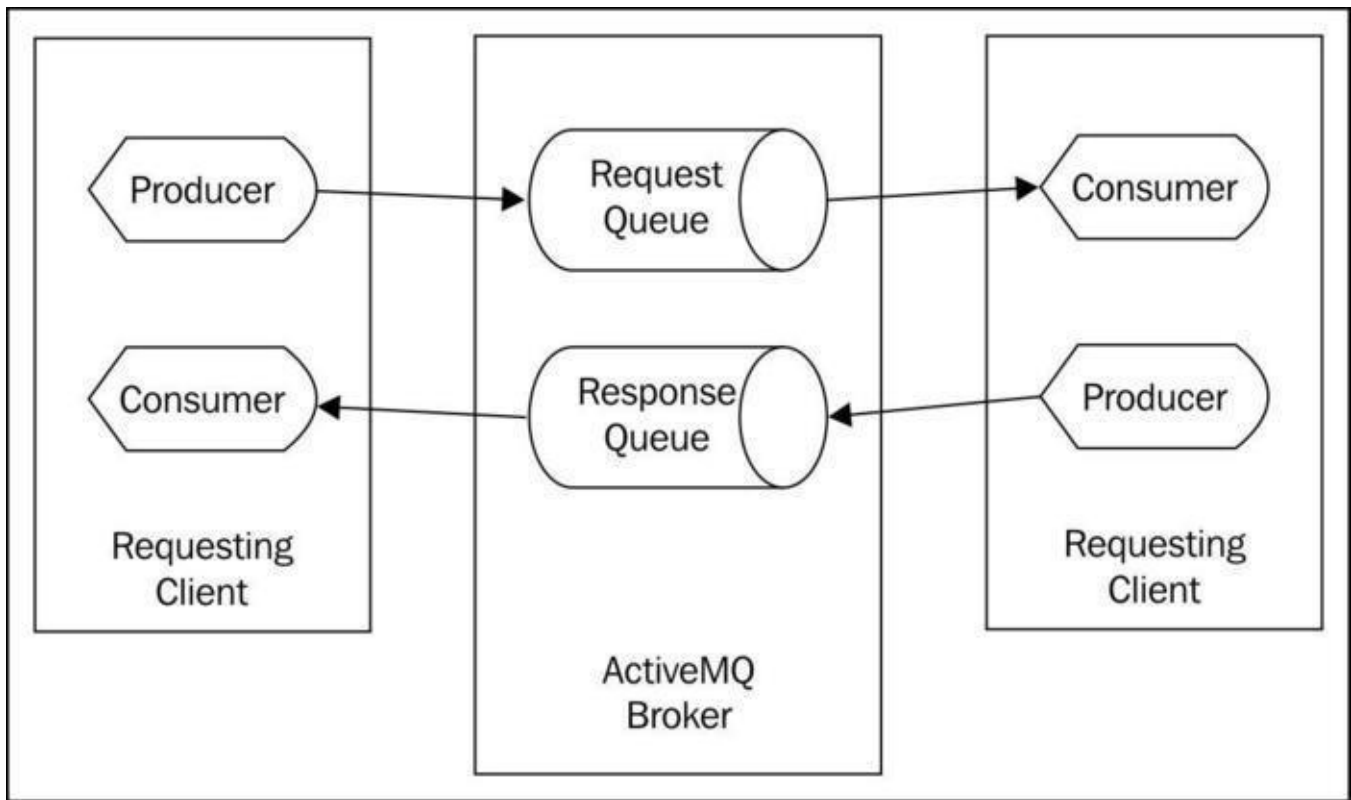 Producer
Request
Queue
Consumer
Consumer
Response
Queue
Producer
Requesting
Client
ActiveMQ
Broker
Requesting
Client